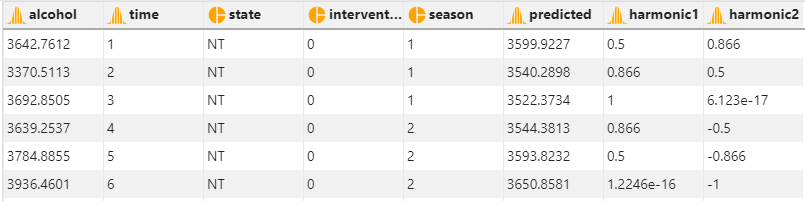 alcohol time state intervent... season predicted harmonic1 harmonic2
3642.7612 1 NT 0 1 3599.9227 0.5 0.866
3370.5113 2 NT 0 1 3540.2898 0.866 0.5
3692.8505 3 NT 0 1 3522.3734 1 6.123e-17
3639.2537 4 NT 0 2 3544.3813 0.866 -0.5
3784.8855 5 NT 0 2 3593.8232 0.5 -0.866
3936.4601 6 NT 0 2 3650.8581 1.2246e-16 -1